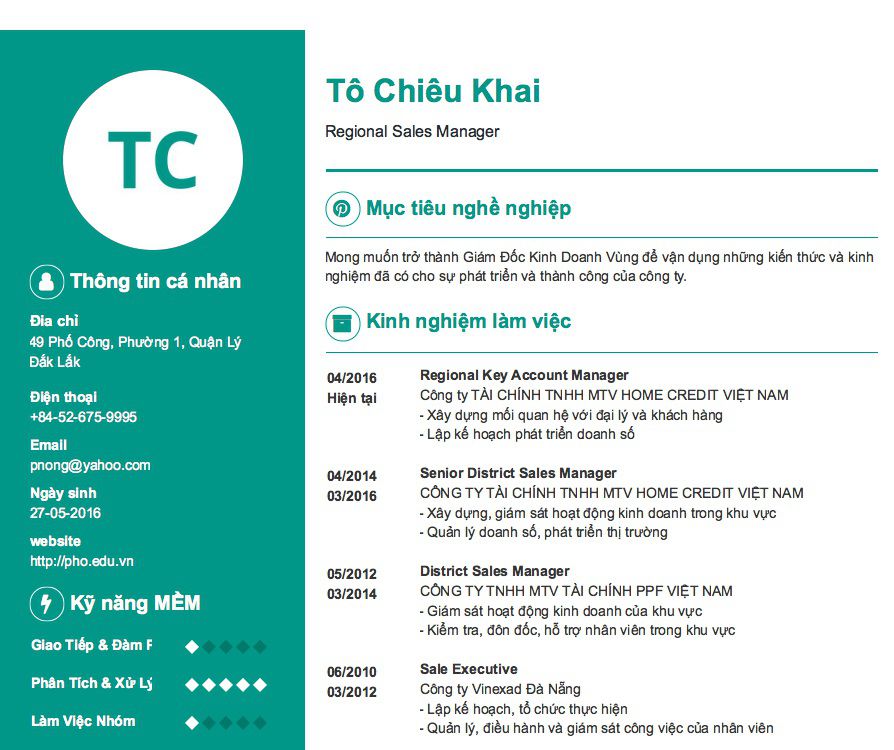 TC
Thông tin cá nhân
Đia chỉ
49 Phố Công, Phường 1, Quận Lý
Đắk Lắk
Điện thoại
+84-52-675-9995
Email
pnong@yahoo.com
Ngày sinh
27-05-2016
website
http://pho.edu.vn
Kỹ năng MỀM
Giao Tiếp & Đàm P
Phân Tích & Xử Lý
Làm Việc Nhóm
Tô Chiêu Khai
Regional Sales Manager
Mục tiêu nghề nghiệp
Mong muốn trở thành Giám Đốc Kinh Doanh Vùng để vận dụng những kiến thức và kinh
nghiệm đã có cho sự phát triển và thành công của công ty.
Kinh nghiệm làm việc
04/2016
Hiện tại
Regional Key Account Manager
Công ty TÀI CHÍNH TNHH MTV HOME CREDIT VIỆT NAM
- Xây dựng mối quan hệ với đại lý và khách hàng
- Lập kế hoạch phát triển doanh số
04/2014
03/2016
Senior District Sales Manager
CÔNG TY TÀI CHÍNH TNHH MTV HOME CREDIT VIỆT NAM
- Xây dựng, giám sát hoạt động kinh doanh trong khu vực
- Quản lý doanh số, phát triển thị trường
05/2012
03/2014
District Sales Manager
CÔNG TY TNHH MTV TÀI CHÍNH PPF VIỆT NAM
- Giám sát hoạt động kinh doanh của khu vực
- Kiểm tra, đôn đốc, hỗ trợ nhân viên trong khu vực
06/2010
03/2012
Sale Executive
Công ty Vinexad Đà Nẵng
- Lập kế hoạch, tổ chức thực hiện
- Quản lý, điều hành và giám sát công việc của nhân viên